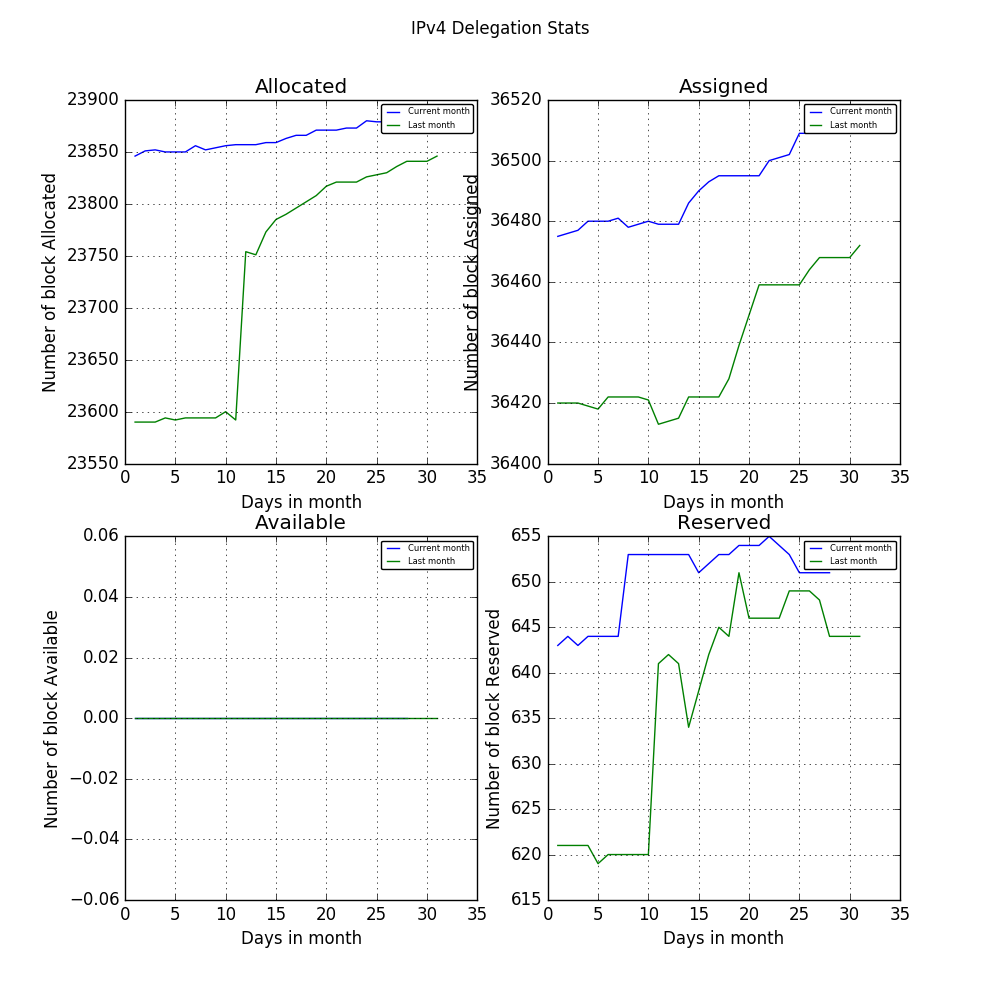 IPv4 Delegation Stats
Allocated
Number of block Allocated
23900
23850
23800
23750
23700
23650
23600
23550
Current month
Last month
0 5 10 15 20 25 30 35
Days in month
Assigned
Number of block Assigned
36520
36500
36480
36460
36440
36420
36400
Current month
Last month
0 5 10 15 20 25 30 35
Days in month
Available
Number of block Available
0.06
0.04
0.02
0.00
−0.02
−0.04
−0.06
Current month
Last month
0 5 10 15 20 25 30 35
Days in month
Reserved
Number of block Reserved
655
650
645
640
635
630
625
620
615
Current month
Last month
0 5 10 15 20 25 30 35
Days in month